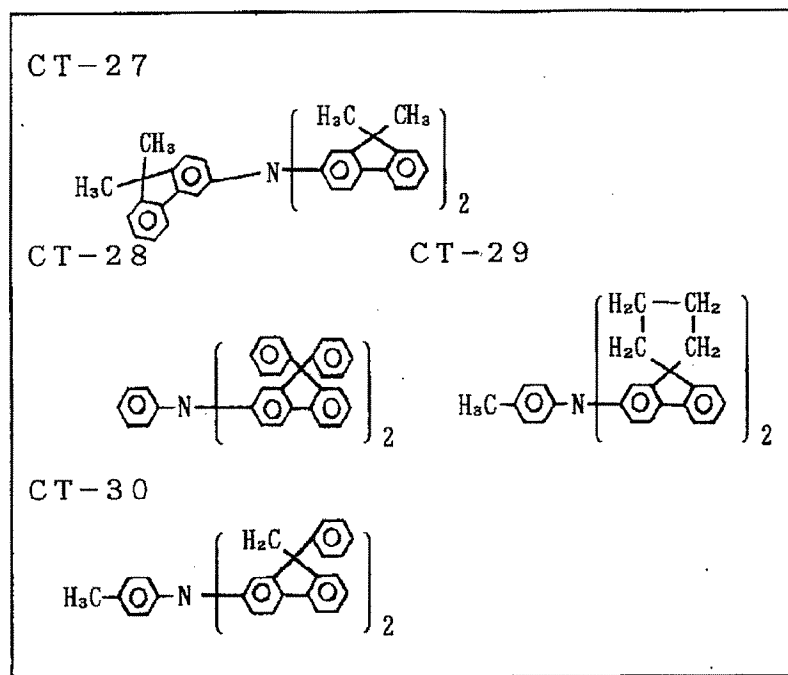 CT-27
H₃C CH₃
CH₃
H₃C N 2
CT-28 CT-29
H₂C CH₂
H₂C CH₂
N 2
H₃C N 2
CT-30
H₂C
H₃C N 2